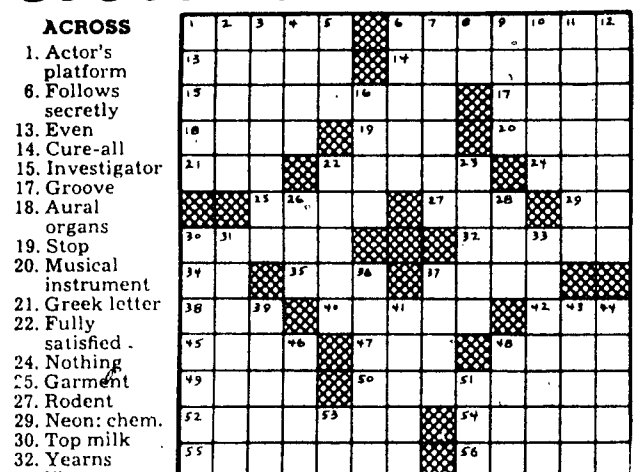 ACROSS
1. Actor's
platform
6. Follows
secretly
13. Even
14. Cure-all
15. Investigator
17. Groove
18. Aural
organs
19. Stop
20. Musical
instrument
21. Greek letter
22. Fully
satisfied
24. Nothing
25. Garment
27. Rodent
29. Neon: chem.
30. Top milk
32. Yearns
1 2 3 4 5 6 7 8 9 10 11 12
13 14
15 16 17
18 19 20
21 22 23 24
25 26 27 28 29
30 31 32 33
34 35 36 37
38 39 40 41 42 43 44
45 46 47 48
49 50 51
52 53 54
55 56